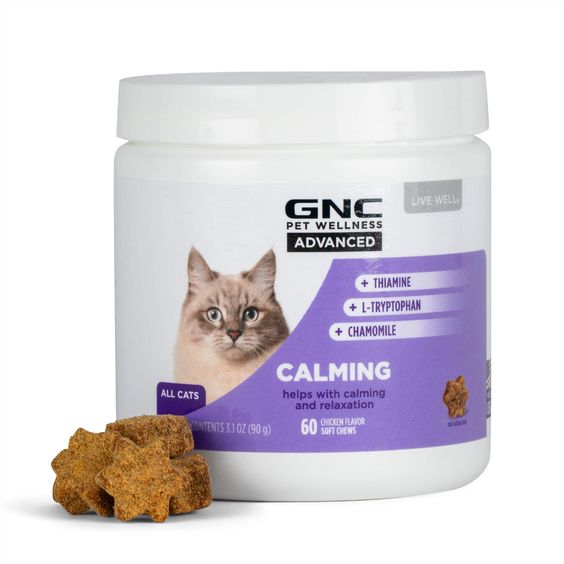 GNC
PET WELLNESS
ADVANCED
LIVE WELL
+ THIAMINE
+ L-TRYPTOPHAN
+ CHAMOMILE
CALMING
helps with calming
and relaxation
ALL CATS
CONTENTS 3.1 OZ (90 g)
60 CHICKEN FLAVOR
SOFT CHEWS